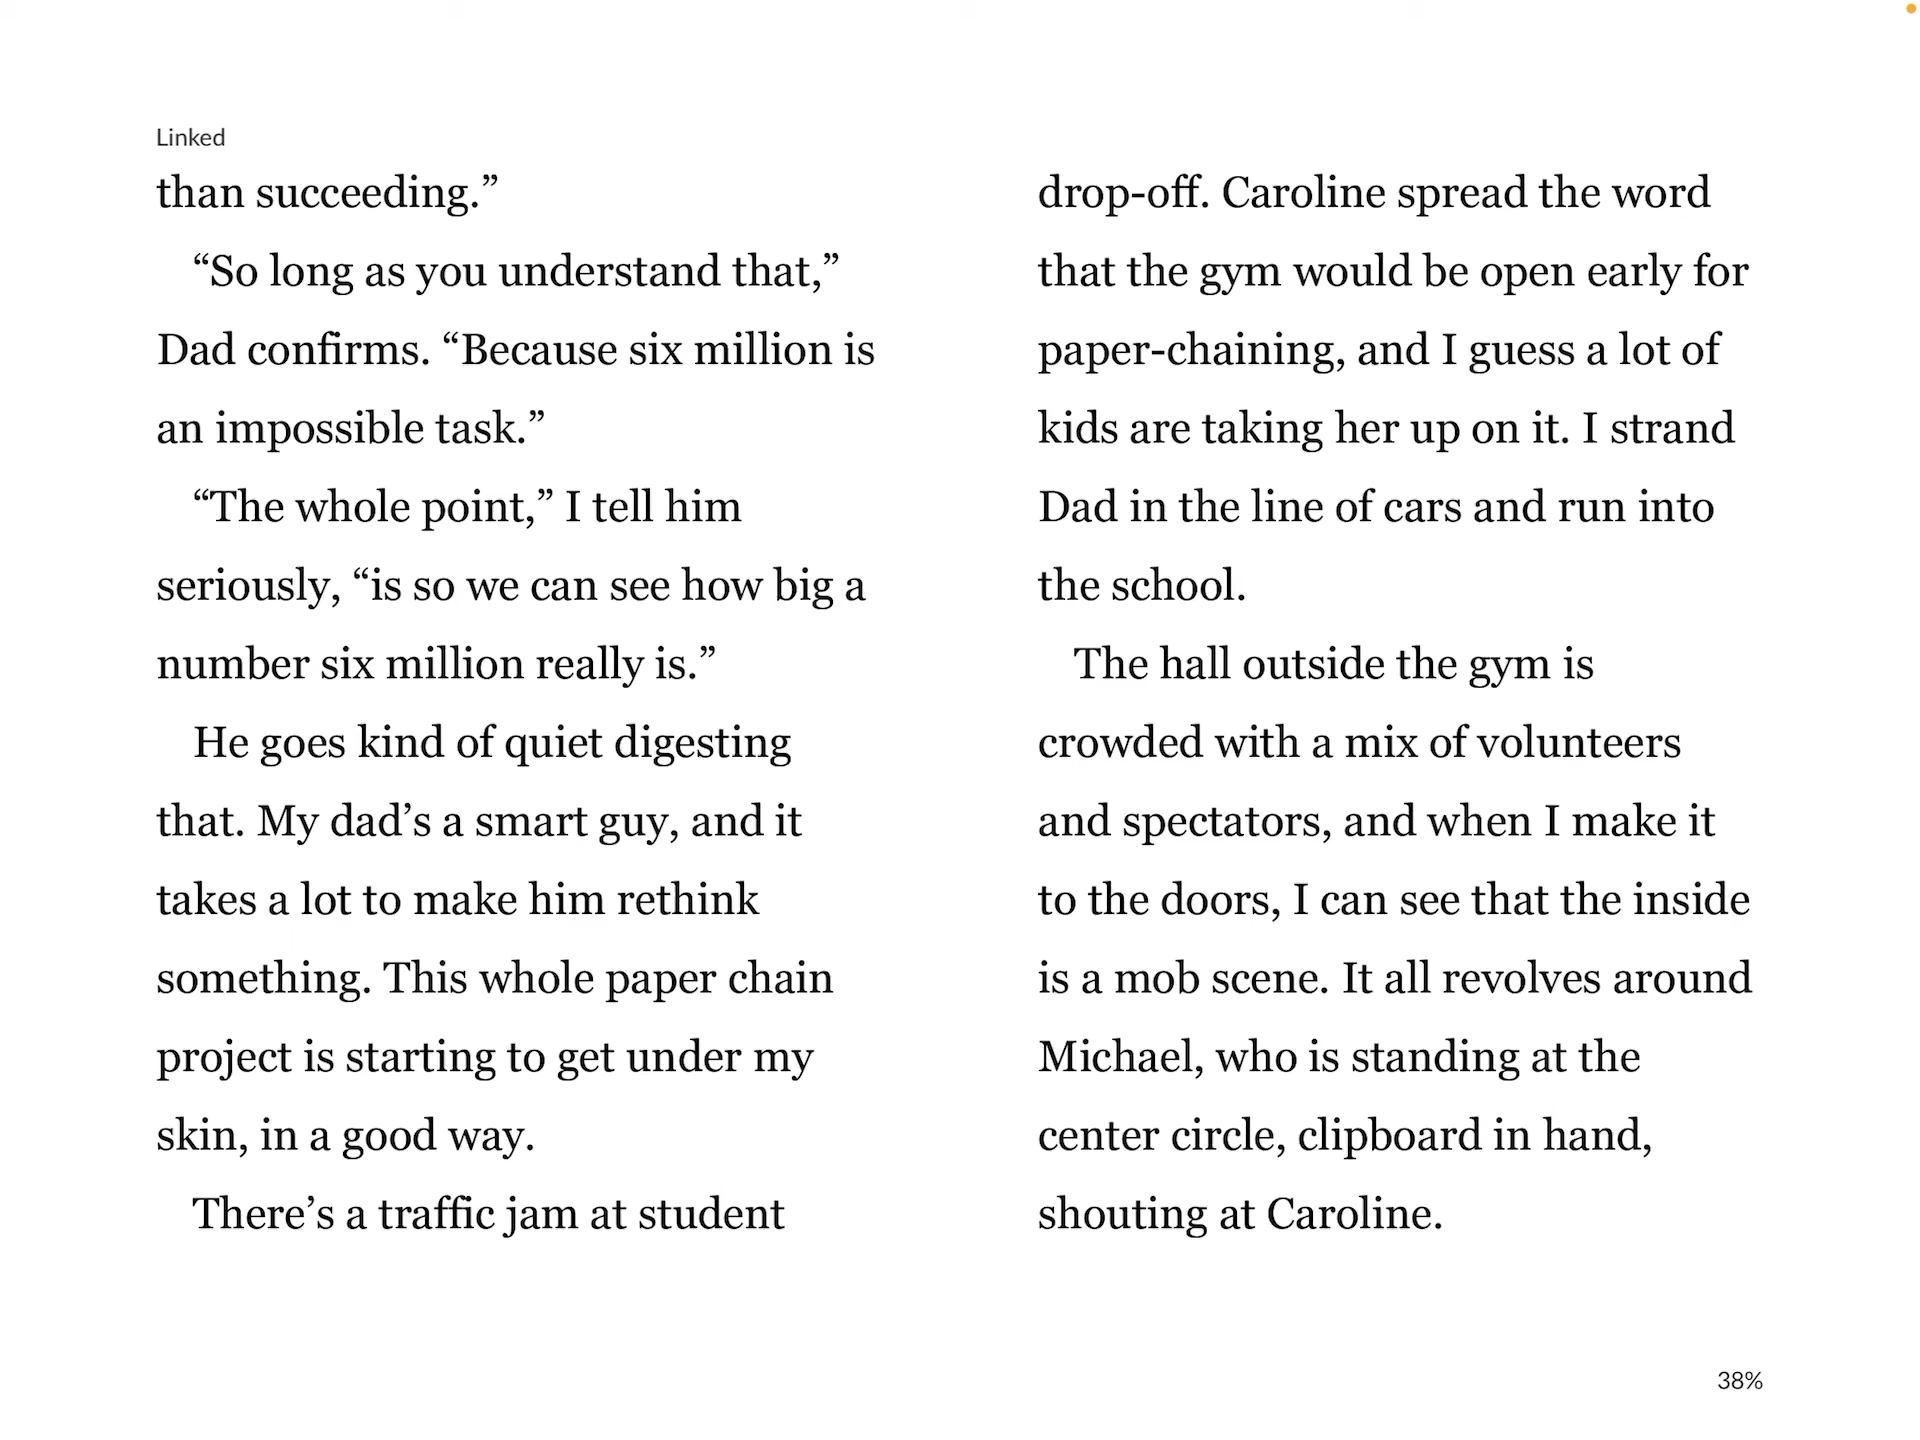 Linked
than succeeding.”
“So long as you understand that,”
Dad confirms. “Because six million is
an impossible task.”
“The whole point,” I tell him
seriously, “is so we can see how big a
number six million really is.”
He goes kind of quiet digesting
that. My dad’s a smart guy, and it
takes a lot to make him rethink
something. This whole paper chain
project is starting to get under my
skin, in a good way.
There’s a traffic jam at student
drop-off. Caroline spread the word
that the gym would be open early for
paper-chaining, and I guess a lot of
kids are taking her up on it. I strand
Dad in the line of cars and run into
the school.
The hall outside the gym is
crowded with a mix of volunteers
and spectators, and when I make it
to the doors, I can see that the inside
is a mob scene. It all revolves around
Michael, who is standing at the
center circle, clipboard in hand,
shouting at Caroline.
38%